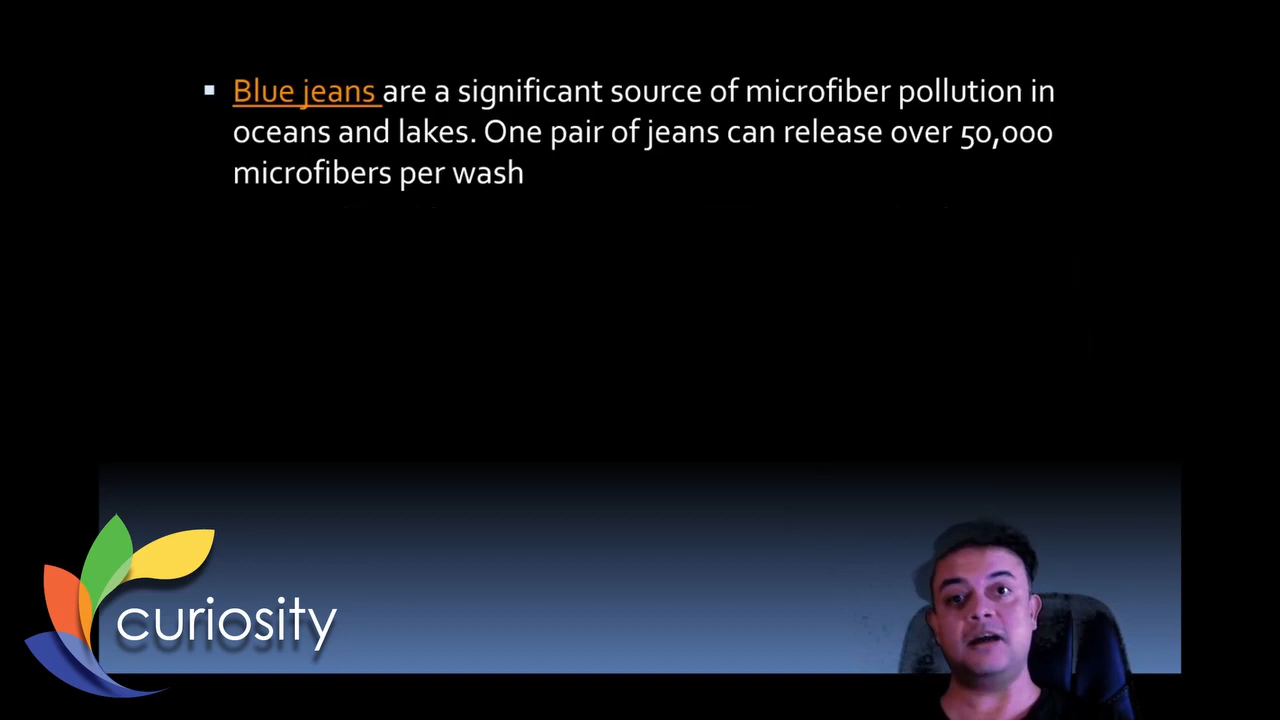 Blue jeans are a significant source of microfiber pollution in
oceans and lakes. One pair of jeans can release over 50,000
microfibers per wash
curiosity